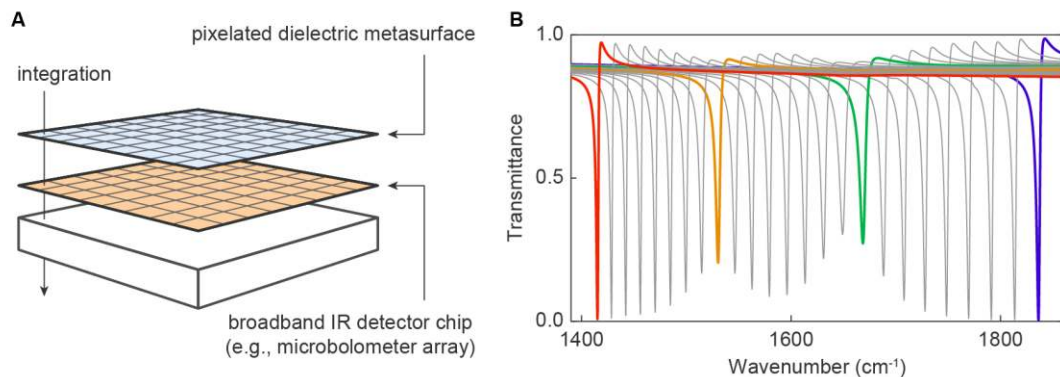 A
pixelated dielectric metasurface
integration
broadband IR detector chip
(e.g., microbolometer array)
B
1.0
0.5
0.0
Transmittance
1400
1600
1800
Wavenumber (cm⁻¹)